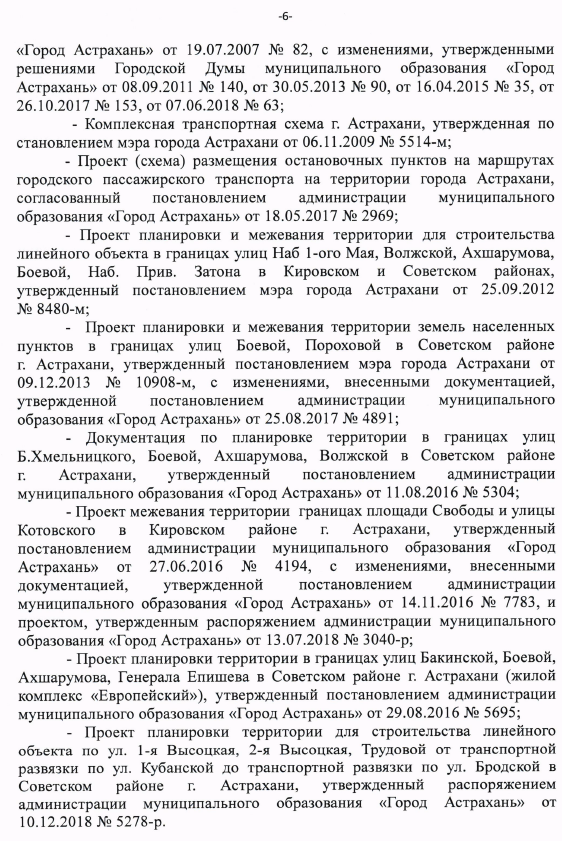 -6-
«Город Астрахань» от 19.07.2007 № 82, с изменениями, утвержденными
решениями Городской Думы муниципального образования «Город
Астрахань» от 08.09.2011 № 140, от 30.05.2013 № 90, от 16.04.2015 № 35, от
26.10.2017 № 153, от 07.06.2018 № 63;
- Комплексная транспортная схема г. Астрахани, утвержденная по
становлением мэра города Астрахани от 06.11.2009 № 5514-м;
- Проект (схема) размещения остановочных пунктов на маршрутах
городского пассажирского транспорта на территории города Астрахани,
согласованный постановлением администрации муниципального
образования «Город Астрахань» от 18.05.2017 № 2969;
- Проект планировки и межевания территории для строительства
линейного объекта в границах улиц Наб 1-ого Мая, Волжской, Ахшарумова,
Боевой, Наб. Прив. Затона в Кировском и Советском районах,
утвержденный постановлением мэра города Астрахани от 25.09.2012
№ 8480-м;
- Проект планировки и межевания территории земель населенных
пунктов в границах улиц Боевой, Пороховой в Советском районе
г. Астрахани, утвержденный постановлением мэра города Астрахани от
09.12.2013 № 10908-м, с изменениями, внесенными документацией,
утвержденной постановлением администрации муниципального
образования «Город Астрахань» от 25.08.2017 № 4891;
- Документация по планировке территории в границах улиц
Б.Хмельницкого, Боевой, Ахшарумова, Волжской в Советском районе
г. Астрахани, утвержденный постановлением администрации
муниципального образования «Город Астрахань» от 11.08.2016 № 5304;
- Проект межевания территории границах площади Свободы и улицы
Котовского в Кировском районе г. Астрахани, утвержденный
постановлением администрации муниципального образования «Город
Астрахань» от 27.06.2016 № 4194, с изменениями, внесенными
документацией, утвержденной постановлением администрации
муниципального образования «Город Астрахань» от 14.11.2016 № 7783, и
проектом, утвержденным распоряжением администрации муниципального
образования «Город Астрахань» от 13.07.2018 № 3040-р;
- Проект планировки территории в границах улиц Бакинской, Боевой,
Ахшарумова, Генерала Епишева в Советском районе г. Астрахани (жилой
комплекс «Европейский»), утвержденный постановлением администрации
муниципального образования «Город Астрахань» от 29.08.2016 № 5695;
- Проект планировки территории для строительства линейного
объекта по ул. 1-я Высоцкая, 2-я Высоцкая, Трудовой от транспортной
развязки по ул. Кубанской до транспортной развязки по ул. Бродской в
Советском районе г. Астрахани, утвержденный распоряжением
администрации муниципального образования «Город Астрахань» от
10.12.2018 № 5278-р.